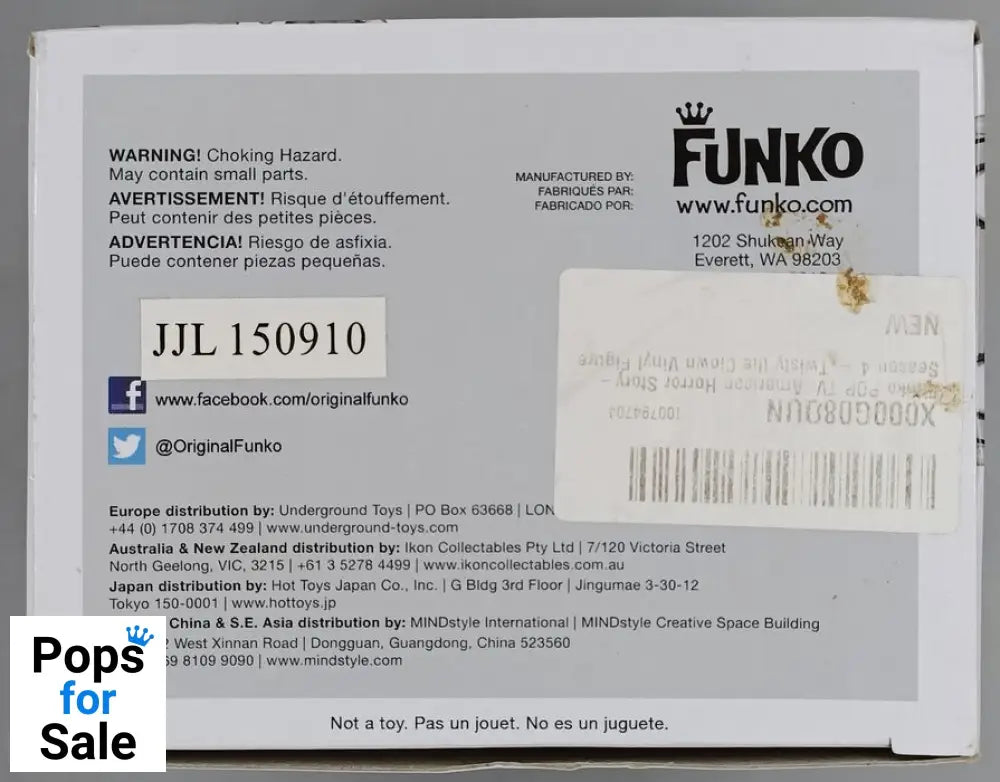 WARNING! Choking Hazard.
May contain small parts.
AVERTISSEMENT! Risque d'étouffement.
Peut contenir des petites pièces.
ADVERTENCIA! Riesgo de asfixia.
Puede contener piezas pequeñas.
MANUFACTURED BY:
FABRIQUÉS PAR:
FABRICADO POR:
FUNKO
www.funko.com
1202 Shuksan Way
Everett, WA 98203
JJL 150910
www.facebook.com/originalfunko
@OriginalFunko
X000G08QUN
POP TV: American Horror Story -
Season 4 - Twisty the Clown Vinyl Figure
NEW
Europe distribution by: Underground Toys | PO Box 63668 | LON
+44 (0) 1708 374 499 | www.underground-toys.com
Australia & New Zealand distribution by: Ikon Collectables Pty Ltd | 7/120 Victoria Street
North Geelong, VIC, 3215 | +61 3 5278 4499 | www.ikoncollectables.com.au
Japan distribution by: Hot Toys Japan Co., Inc. | G Bldg 3rd Floor | Jingumae 3-30-12
Tokyo 150-0001 | www.hottoys.jp
China & S.E. Asia distribution by: MINDstyle International | MINDstyle Creative Space Building
West Xinnan Road | Dongguan, Guangdong, China 523560
69 8109 9090 | www.mindstyle.com
Not a toy. Pas un jouet. No es un juguete.
Pops
for
Sale